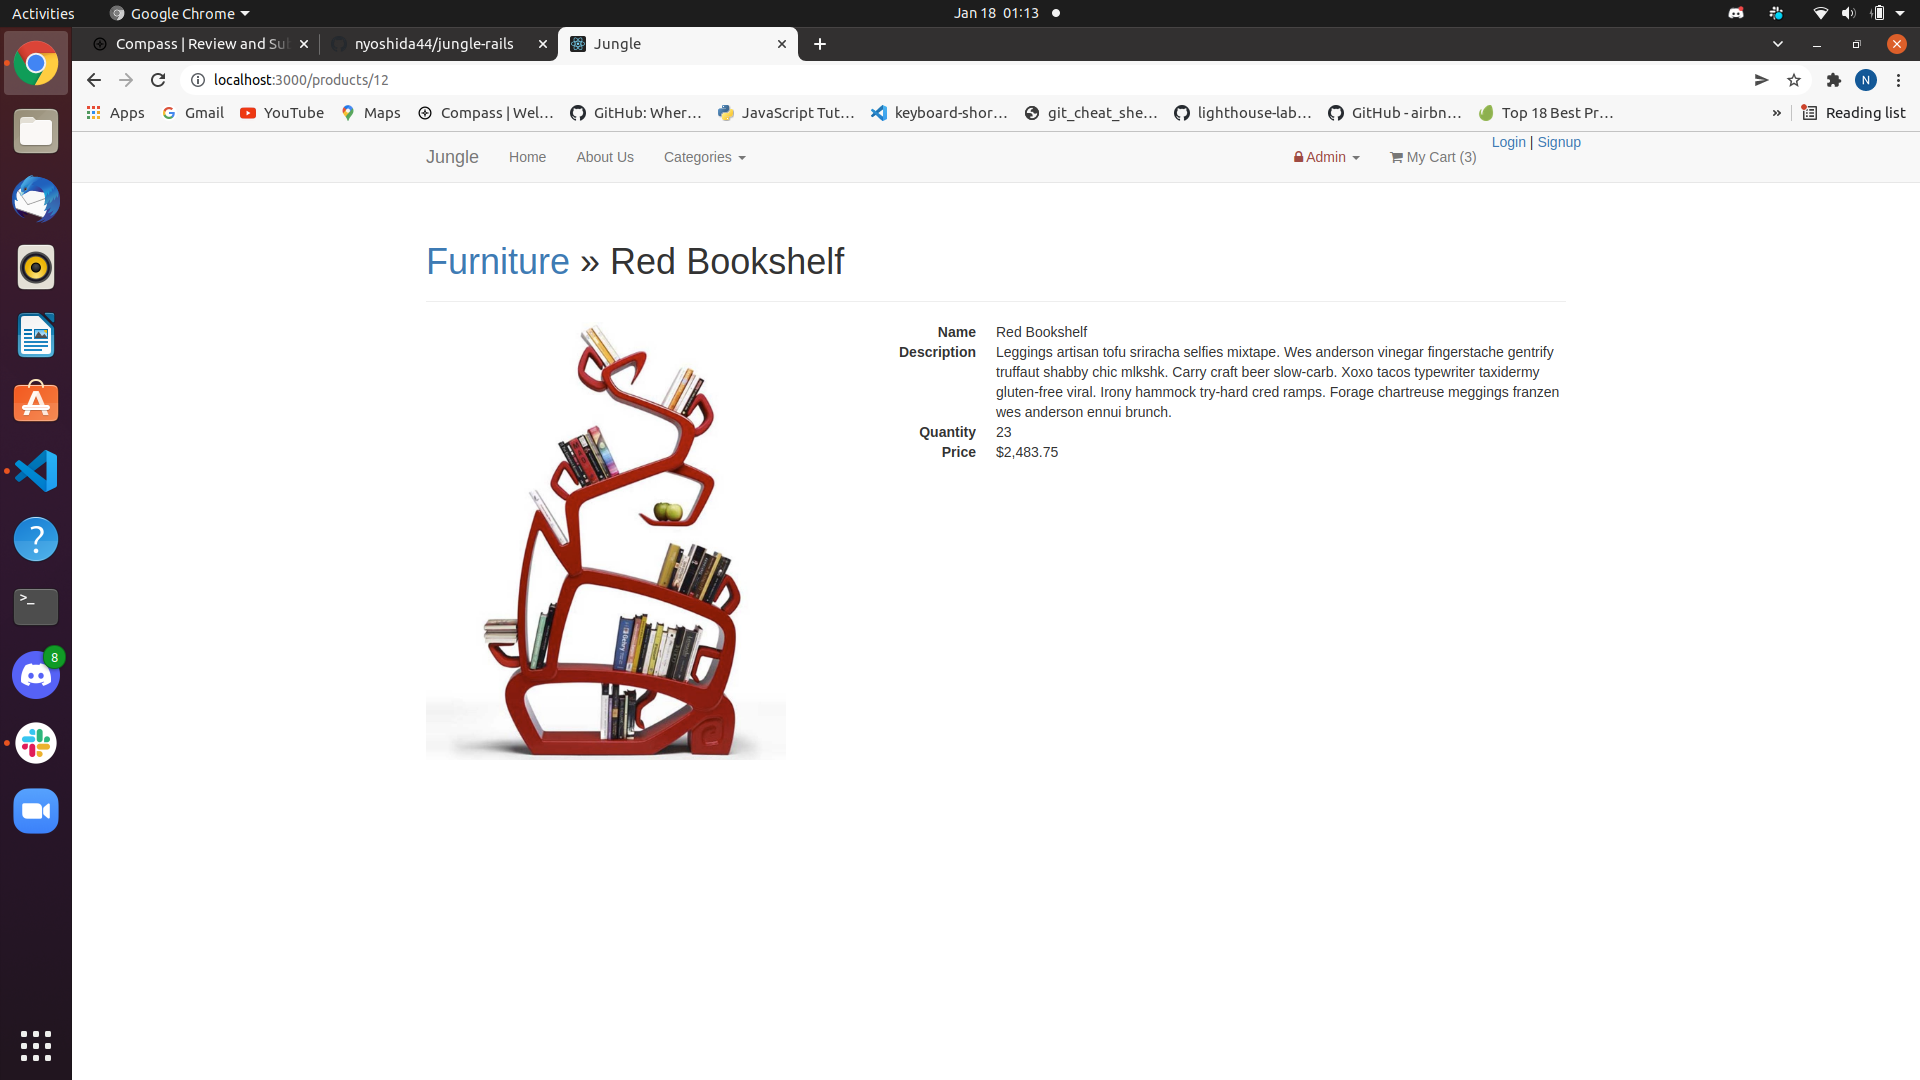 Activities
Google Chrome
Jan 18 01:13
Compass | Review and Sub
nyoshida44/jungle-rails
Jungle
localhost:3000/products/12
N
Apps
Gmail
YouTube
Maps
Compass | Wel…
GitHub: Wher…
JavaScript Tut…
keyboard-shor…
git_cheat_she…
lighthouse-lab…
GitHub - airbn…
Top 18 Best Pr…
»
Reading list
Jungle
Home
About Us
Categories
Admin
My Cart (3)
Login | Signup
Furniture » Red Bookshelf
Name Red Bookshelf
Description Leggings artisan tofu sriracha selfies mixtape. Wes anderson vinegar fingerstache gentrify
truffaut shabby chic mlkshk. Carry craft beer slow-carb. Xoxo tacos typewriter taxidermy
gluten-free viral. Irony hammock try-hard cred ramps. Forage chartreuse meggings franzen
wes anderson ennui brunch.
Quantity 23
Price $2,483.75
8